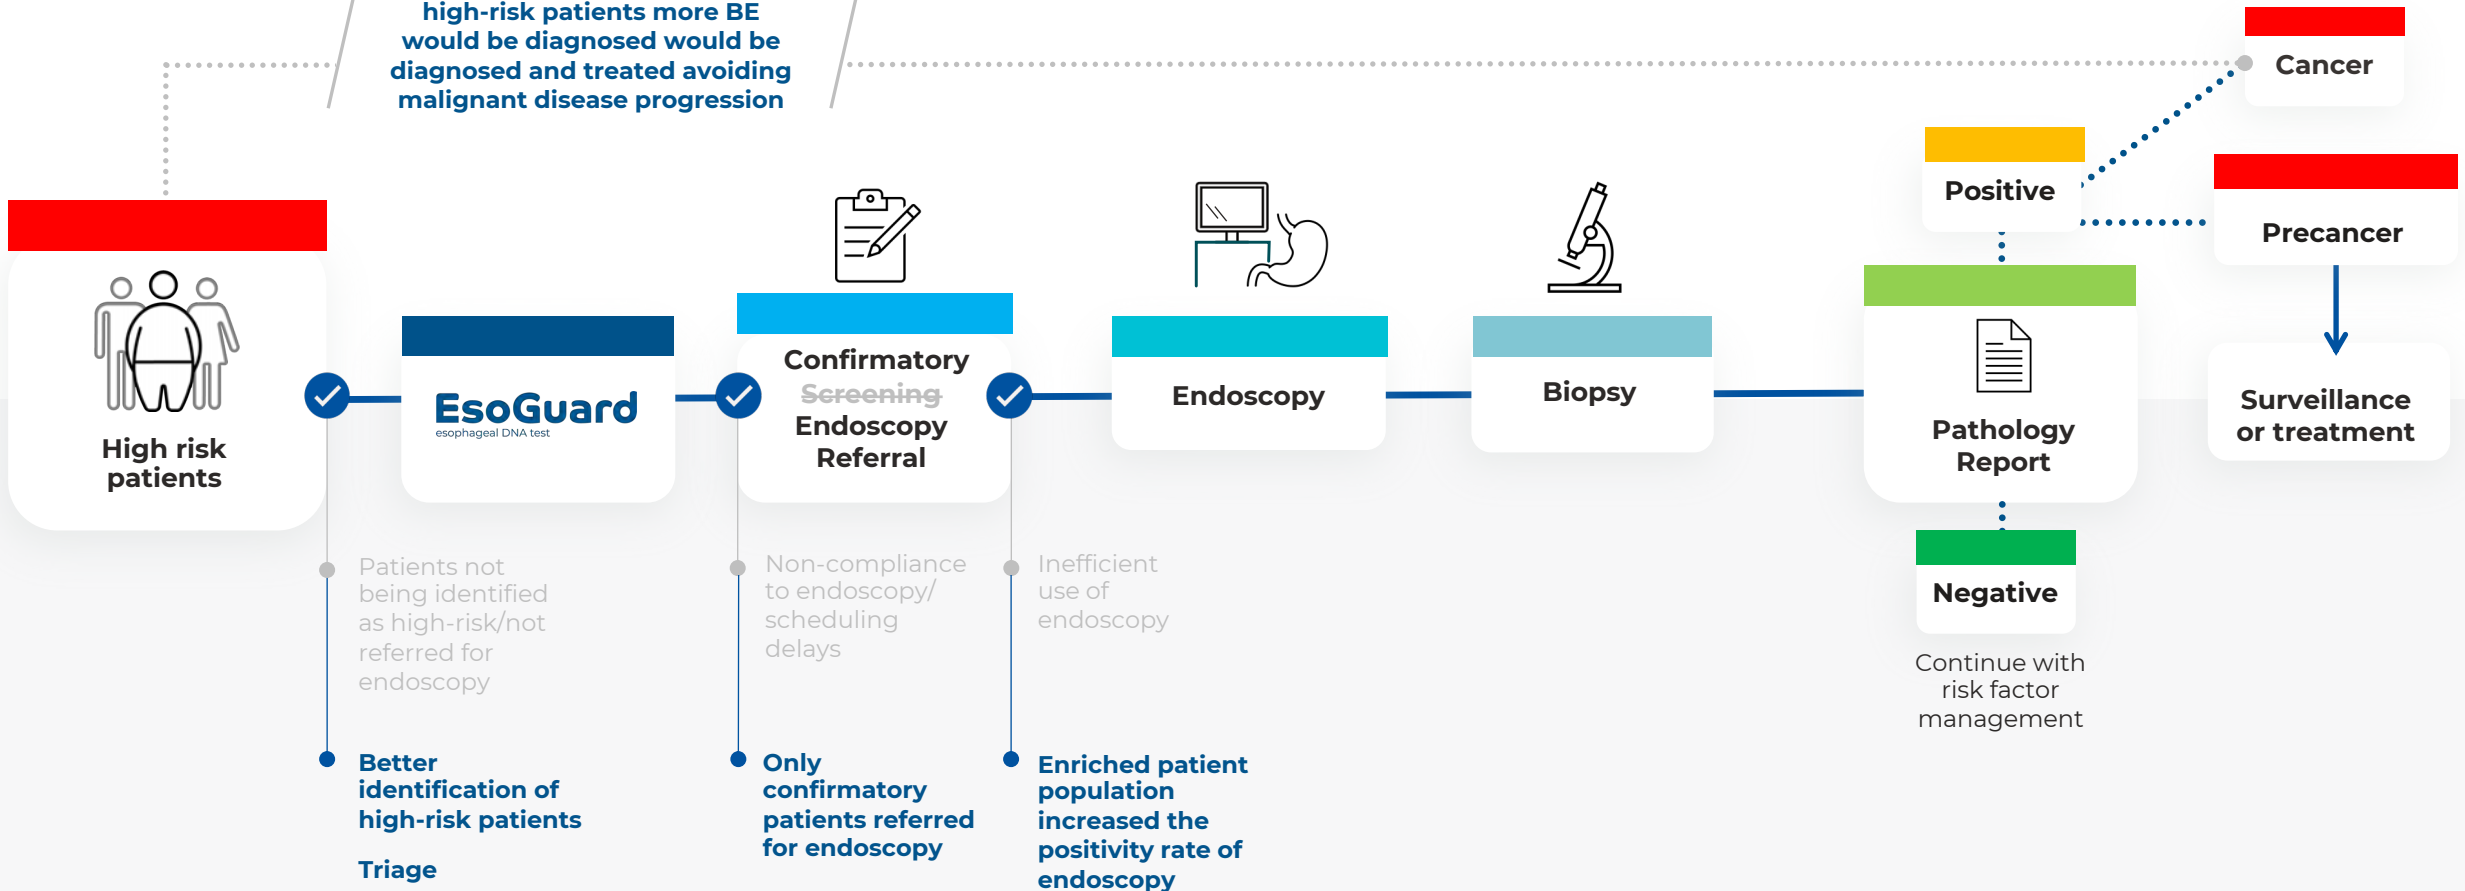 high-risk patients more BE
would be diagnosed would be
diagnosed and treated avoiding
malignant disease progression
Cancer
Positive
Precancer
High risk
patients
EsoGuard
esophageal DNA test
Confirmatory
Screening
Endoscopy
Referral
Endoscopy
Biopsy
Pathology
Report
Surveillance
or treatment
Patients not
being identified
as high-risk/not
referred for
endoscopy
Non-compliance
to endoscopy/
scheduling
delays
Inefficient
use of
endoscopy
Negative
Continue with
risk factor
management
Better
identification of
high-risk patients
Triage
Only
confirmatory
patients referred
for endoscopy
Enriched patient
population
increased the
positivity rate of
endoscopy